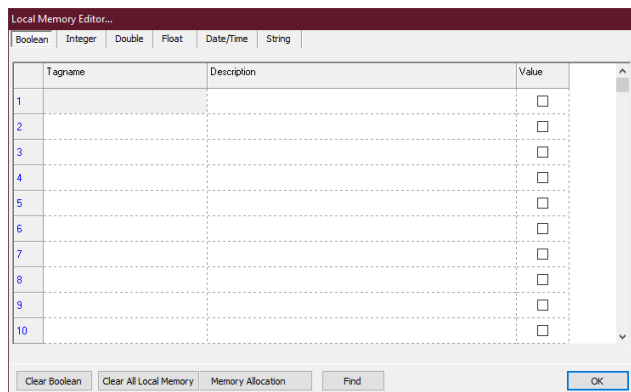 Local Memory Editor...
Boolean Integer Double Float Date/Time String
Tagname Description Value
1
2
3
4
5
6
7
8
9
10
Clear Boolean Clear All Local Memory Memory Allocation Find OK